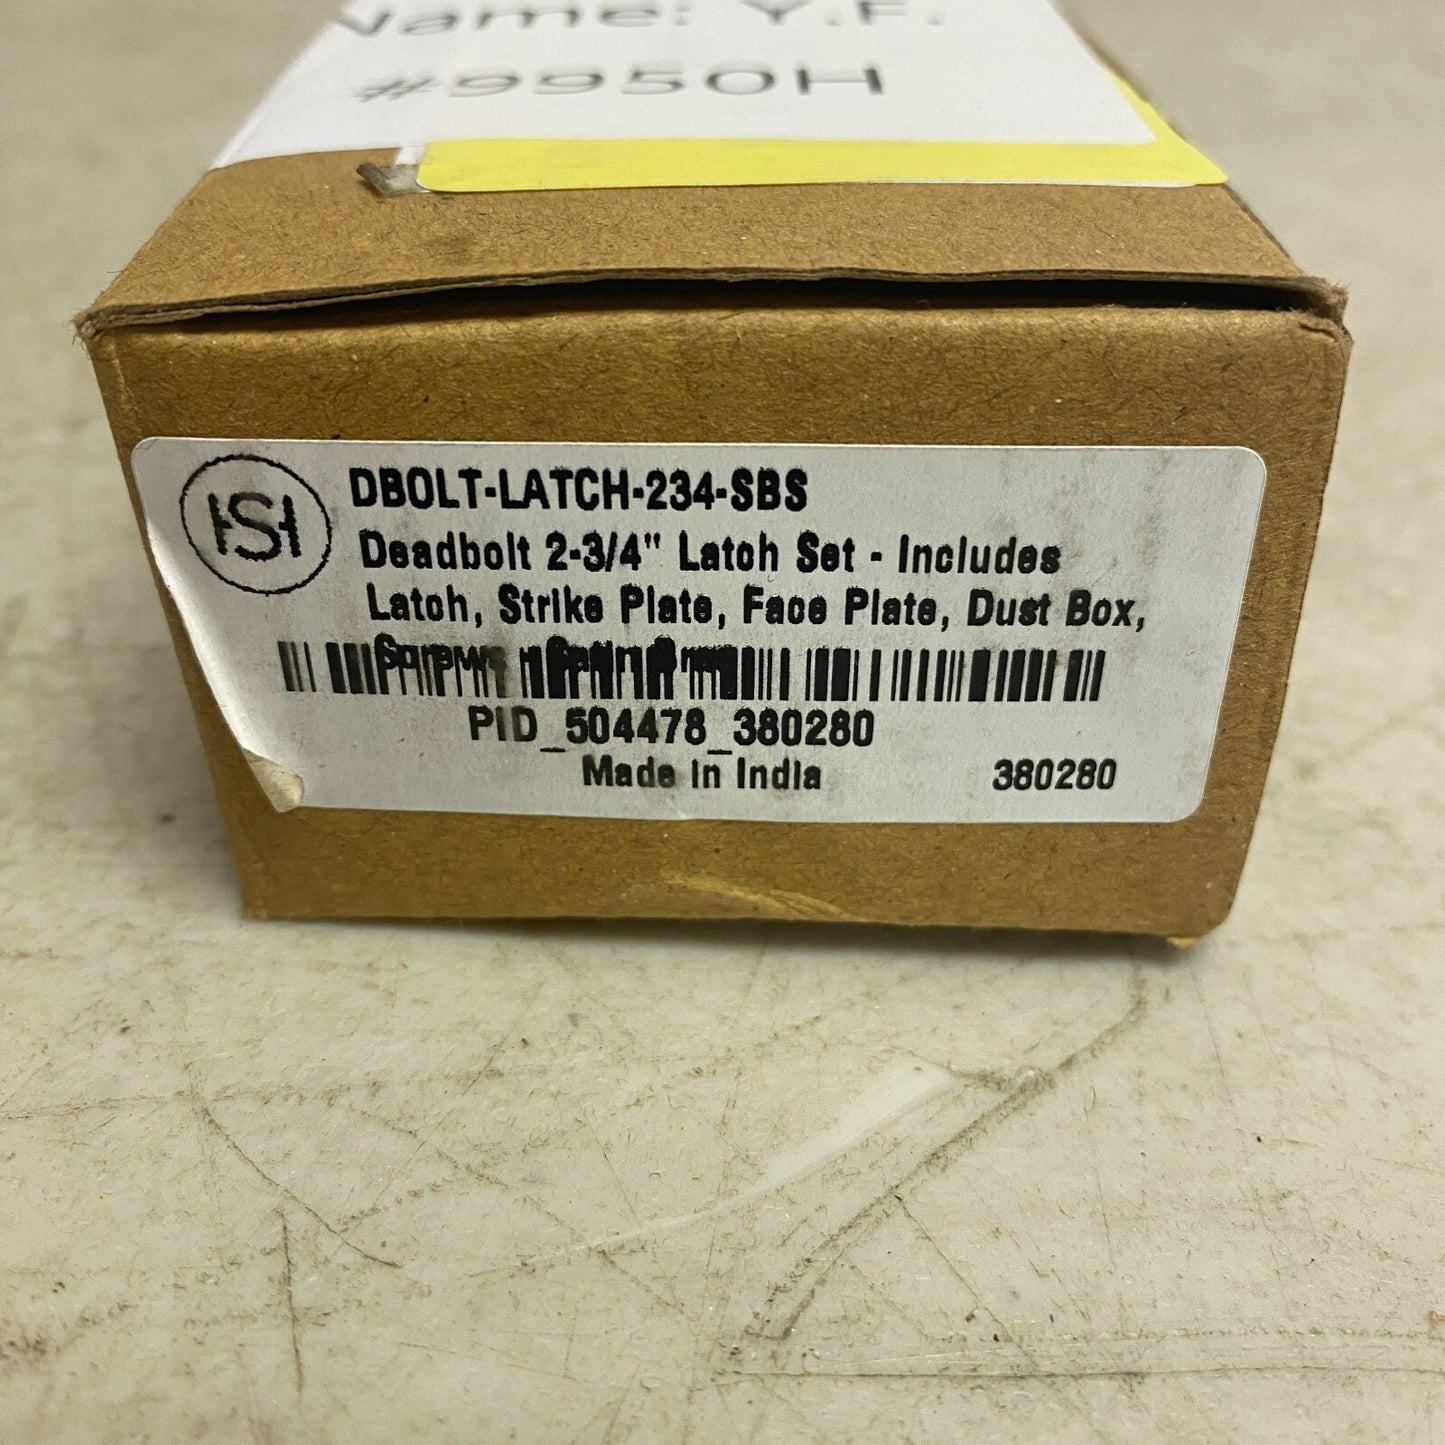 Name: Y.F.
#9950H
HSH
DBOLT-LATCH-234-SBS
Deadbolt 2-3/4" Latch Set - Includes
Latch, Strike Plate, Face Plate, Dust Box,
PID_504478_380280
Made in India
380280